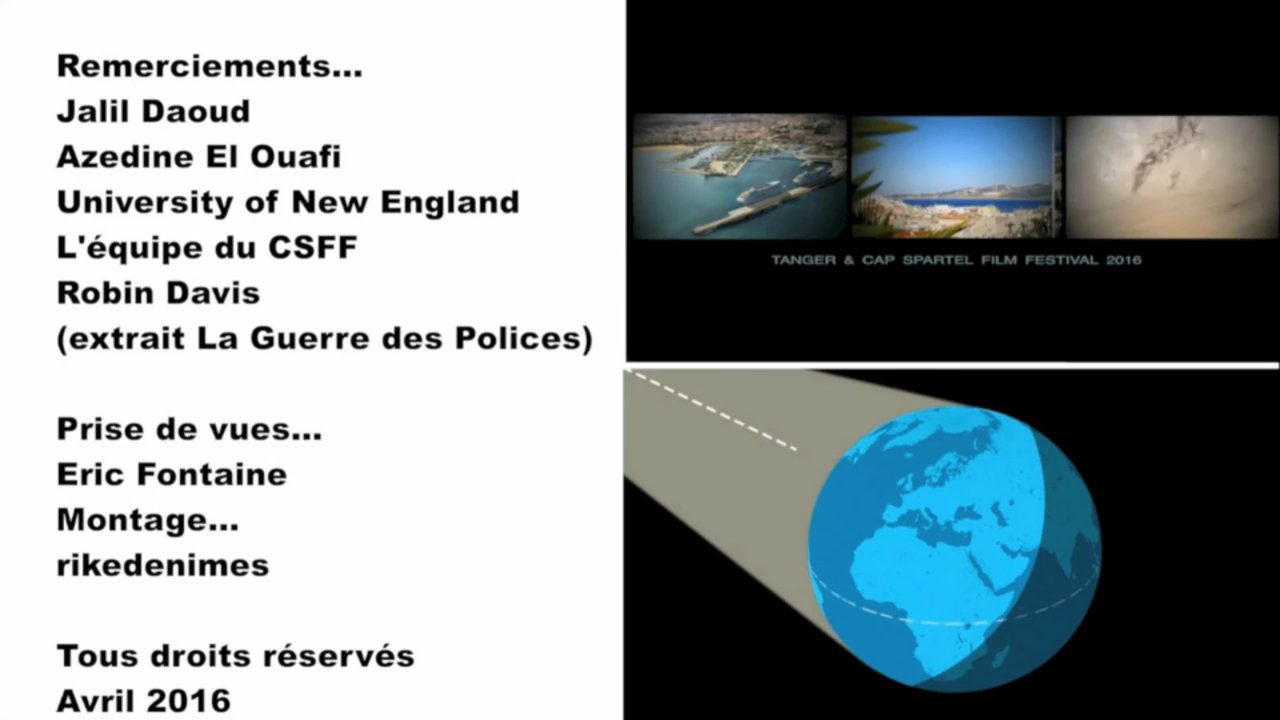 Remerciements...
Jalil Daoud
Azedine El Ouafi
University of New England
L'équipe du CSFF
Robin Davis
(extrait La Guerre des Polices)
Prise de vues...
Eric Fontaine
Montage...
rikedenimes
Tous droits réservés
Avril 2016
TANGER & CAP SPARTEL FILM FESTIVAL 2016